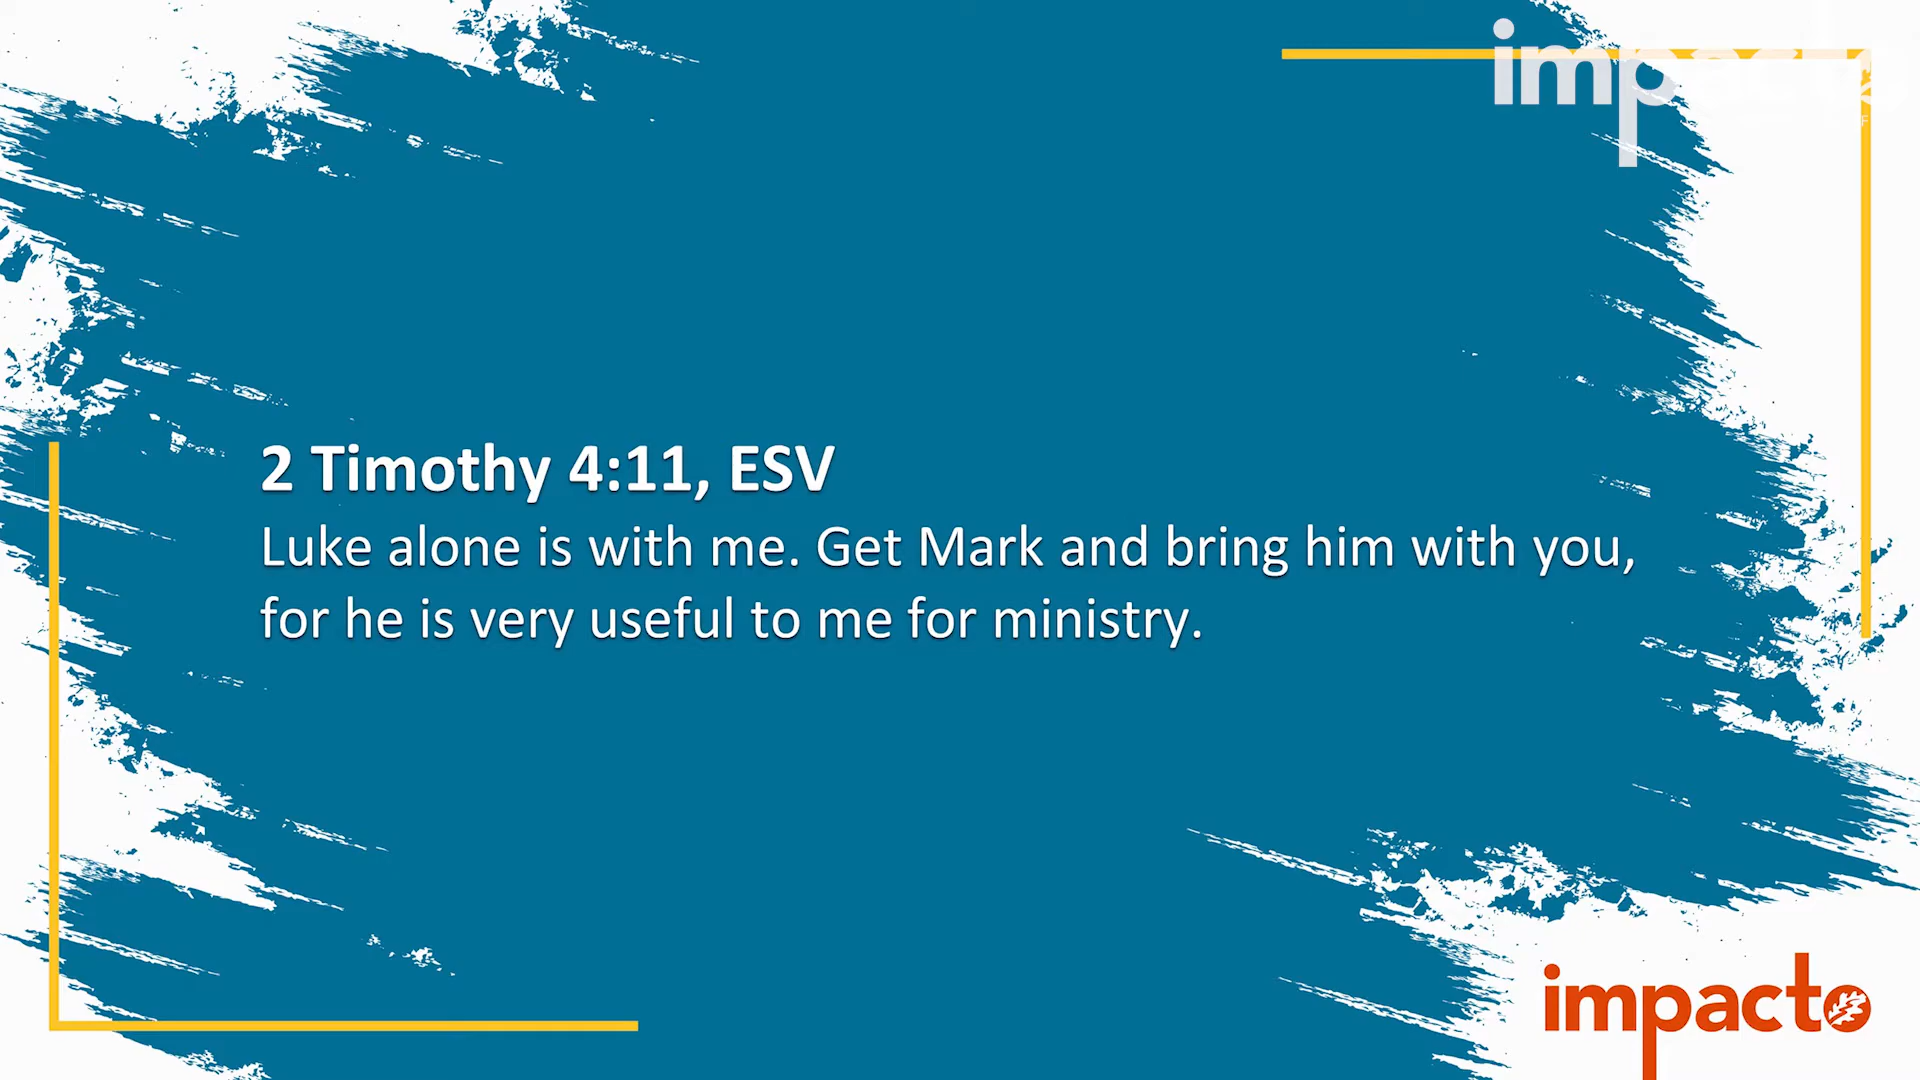 impacto
2 Timothy 4:11, ESV
Luke alone is with me. Get Mark and bring him with you,
for he is very useful to me for ministry.
impacto